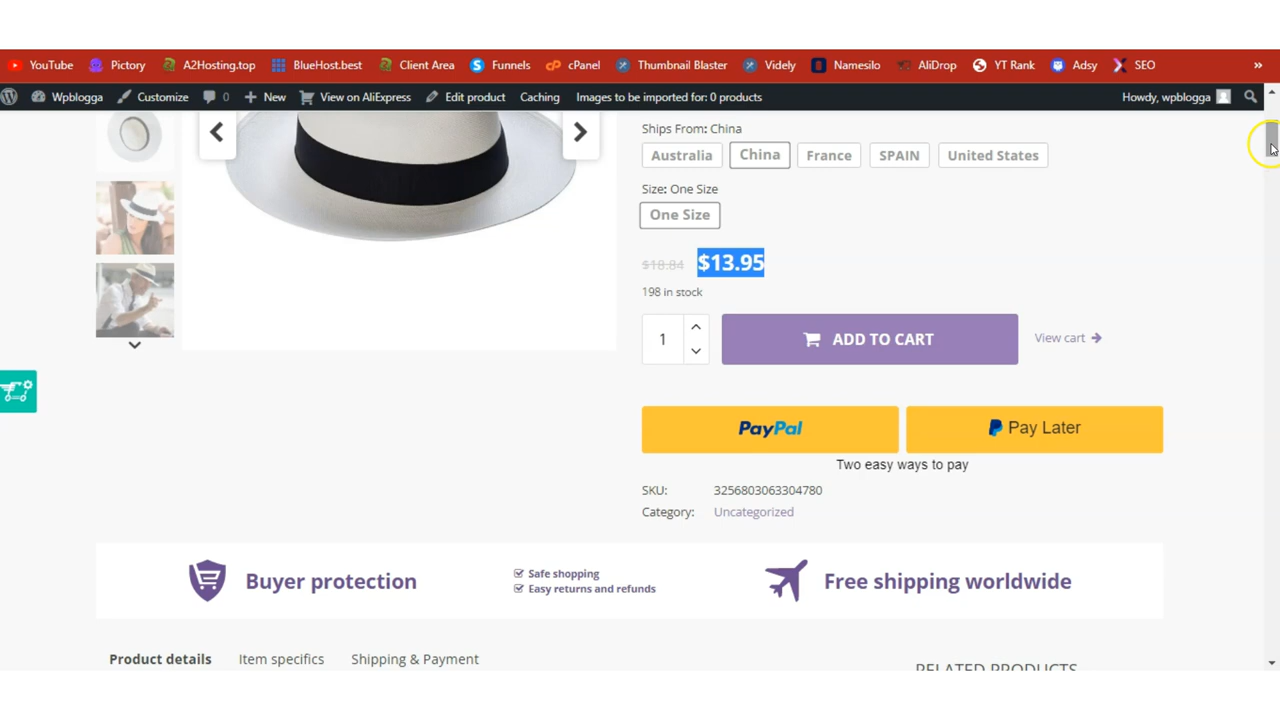 YouTube Pictory A2Hosting.top BlueHost.best Client Area Funnels cPanel Thumbnail Blaster Videly Namesilo AliDrop YT Rank Adsy SEO »
Wpblogga Customize 0 New View on AliExpress Edit product Caching Images to be imported for: 0 products Howdy, wpblogga
Ships From: China
Australia China France SPAIN United States
Size: One Size
One Size
$18.84 $13.95
198 in stock
1 ADD TO CART View cart
PayPal Pay Later
Two easy ways to pay
SKU: 3256803063304780
Category: Uncategorized
Buyer protection
Safe shopping
Easy returns and refunds
Free shipping worldwide
Product details Item specifics Shipping & Payment
RELATED PRODUCTS